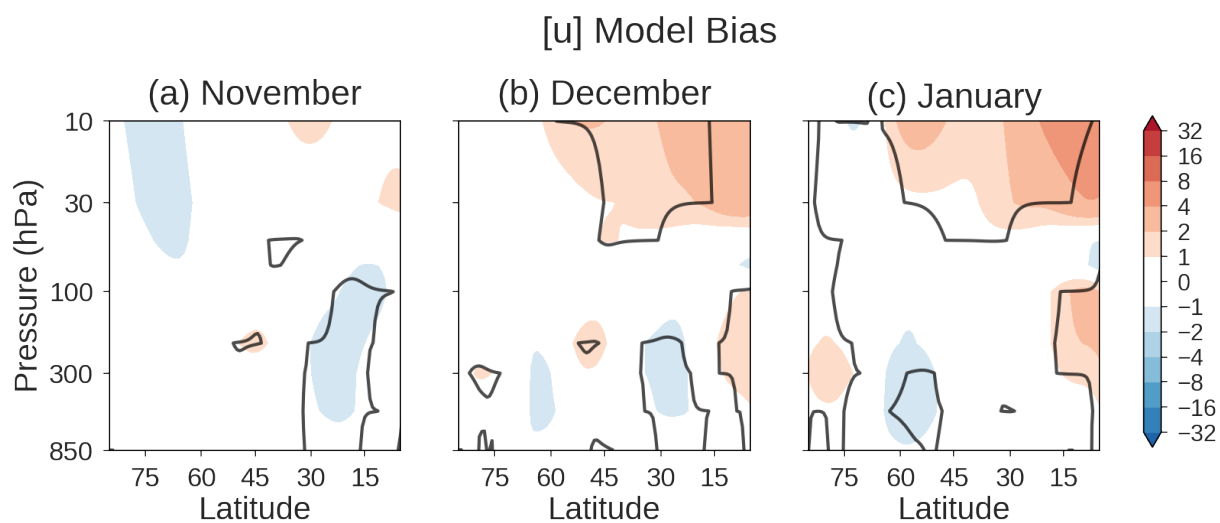 [u] Model Bias
(a) November
(b) December
(c) January
Pressure (hPa)
10
30
100
300
850
75 60 45 30 15
75 60 45 30 15
75 60 45 30 15
Latitude
Latitude
Latitude
32
16
8
4
2
1
0
−1
−2
−4
−8
−16
−32